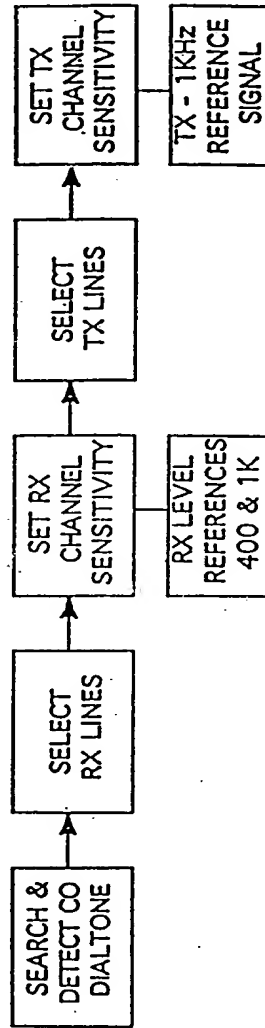 SEARCH &
DETECT CO
DIALTONE
SELECT
RX LINES
SET RX
CHANNEL
SENSITIVITY
RX LEVEL
REFERENCES
400 & 1K
SELECT
TX LINES
SET TX
CHANNEL
SENSITIVITY
TX - 1KHz
REFERENCE
SIGNAL